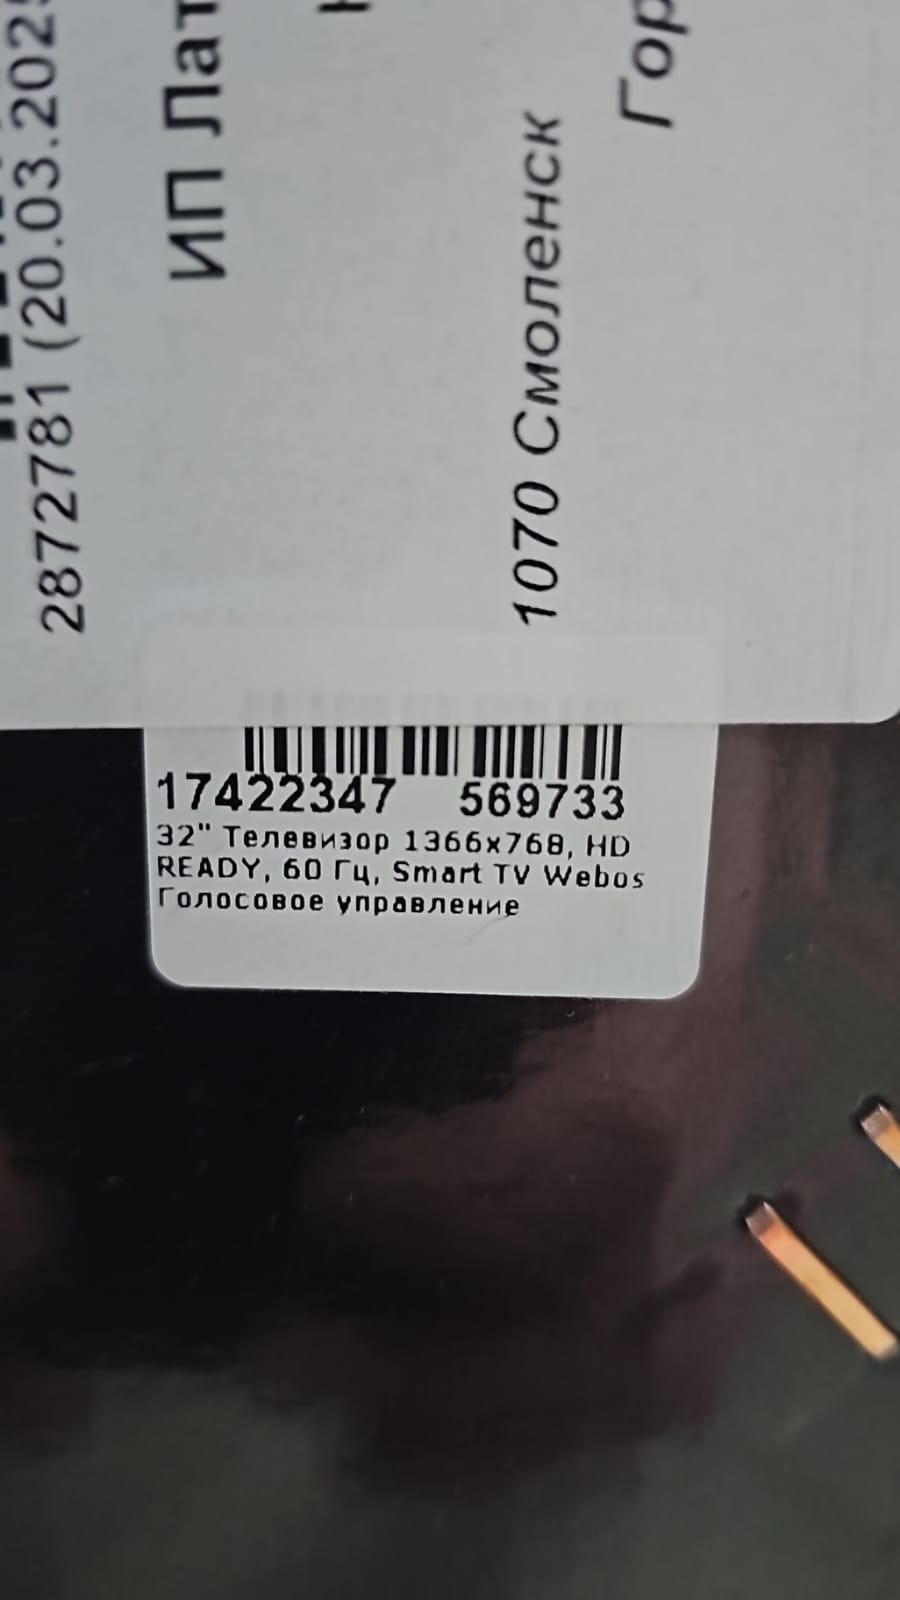 2872781 (20.03.202
ИП Лат
1070 Смоленск
Гор
17422347 569733
32" Телевизор 1366x768, HD
READY, 60 Гц, Smart TV Webos
Голосовое управление